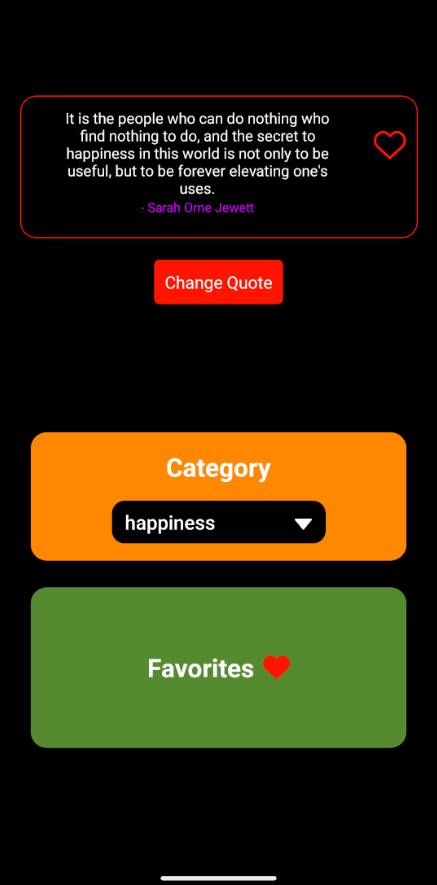 It is the people who can do nothing who
find nothing to do, and the secret to
happiness in this world is not only to be
useful, but to be forever elevating one's
uses.
- Sarah Orne Jewett
Change Quote
Category
happiness
Favorites